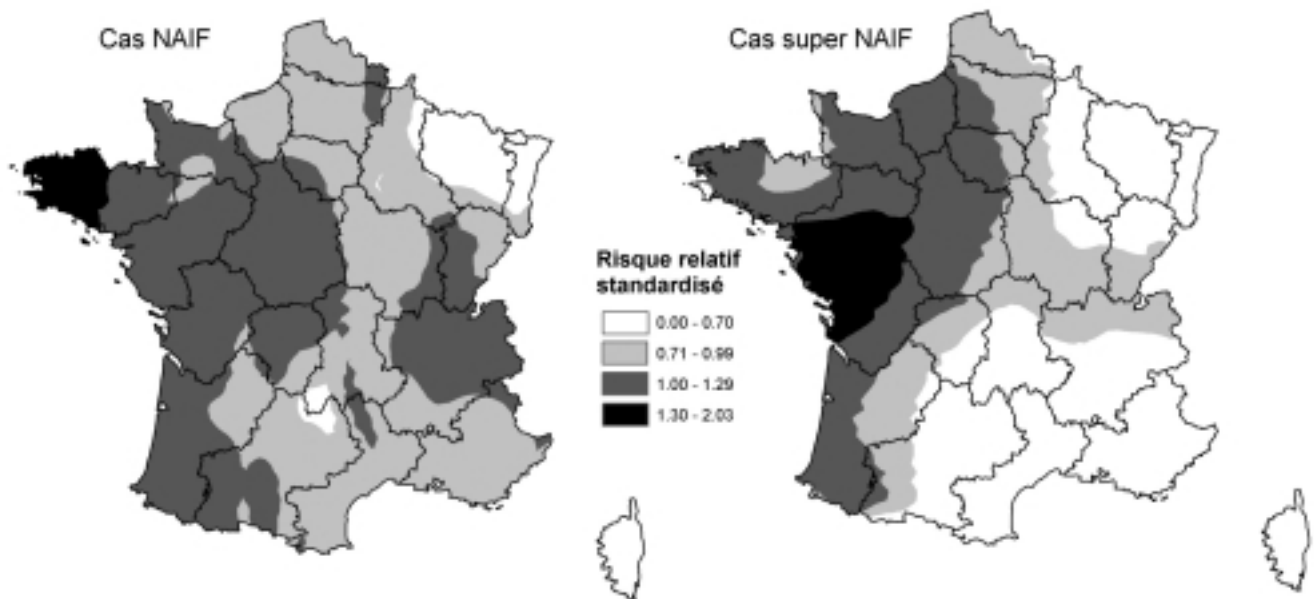 Cas NAIF
Cas super NAIF
Risque relatif
standardisé
0.00 - 0.70
0.71 - 0.99
1.00 - 1.29
1.30 - 2.03